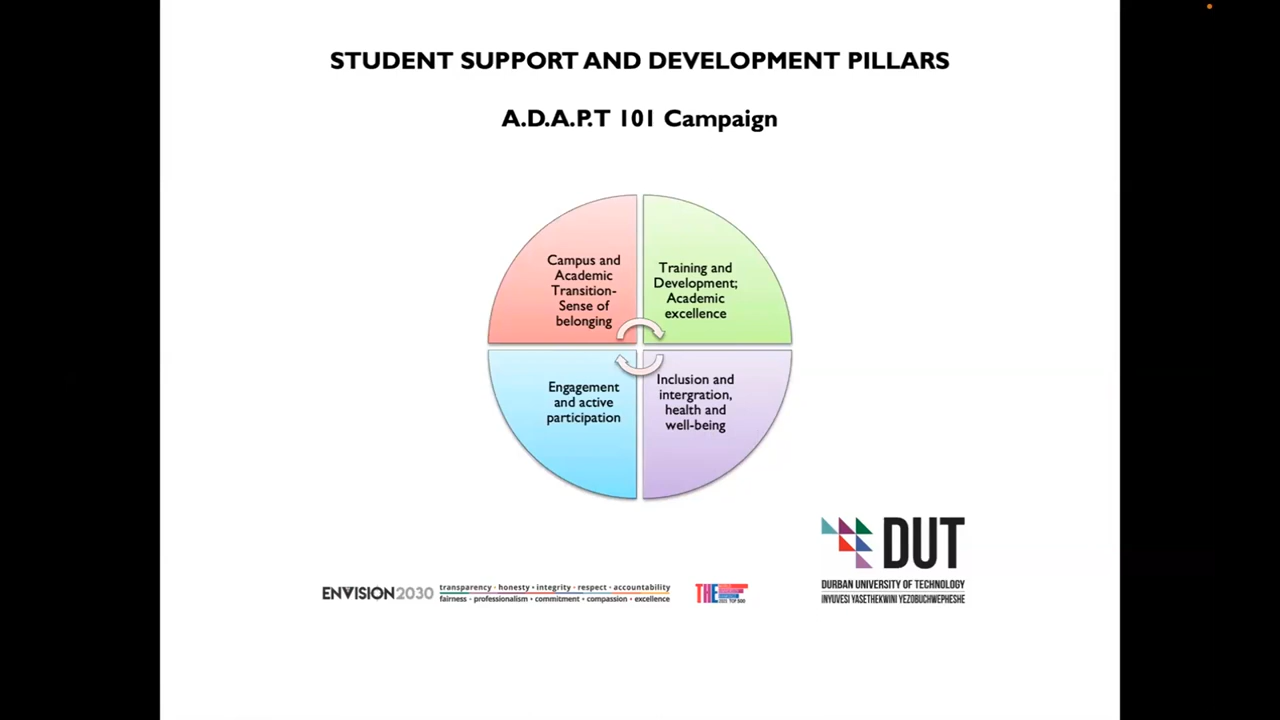 STUDENT SUPPORT AND DEVELOPMENT PILLARS
A.D.A.P.T 101 Campaign
Campus and
Academic
Transition-
Sense of
belonging
Training and
Development;
Academic
excellence
Engagement
and active
participation
Inclusion and
intergration,
health and
well-being
DUT
DURBAN UNIVERSITY OF TECHNOLOGY
INYUVESI YASETHEKWINI YEZOBUCHWEPHESHE
ENVISION2030
transparency • honesty • integrity • respect • accountability
fairness • professionalism • commitment • compassion • excellence
THE